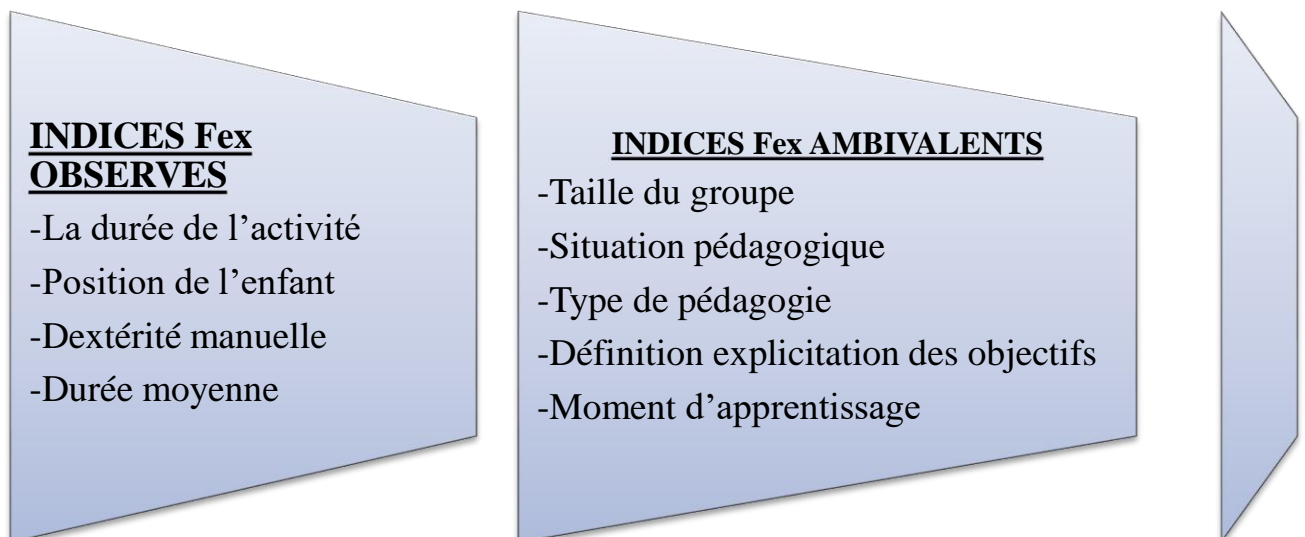 INDICES Fex
OBSERVES
-La durée de l’activité
-Position de l’enfant
-Dextérité manuelle
-Durée moyenne
INDICES Fex AMBIVALENTS
-Taille du groupe
-Situation pédagogique
-Type de pédagogie
-Définition explicitation des objectifs
-Moment d’apprentissage